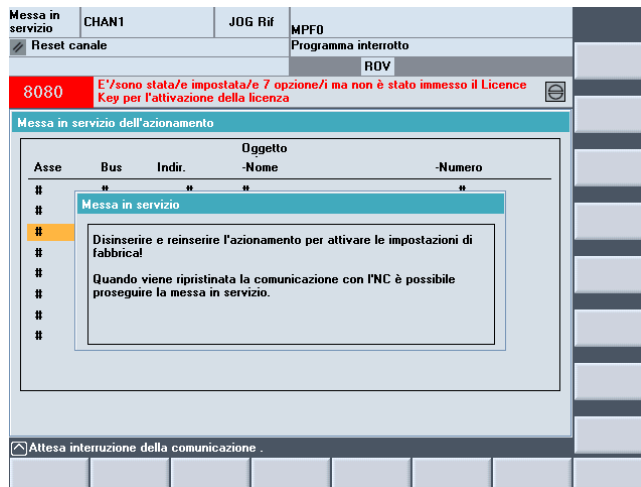 Messa in servizio CHAN1 JOG Rif MPF0
Reset canale Programma interrotto
ROV
8080 E'/sono stata/e impostata/e 7 opzione/i ma non è stato immesso il Licence
Key per l'attivazione della licenza
Messa in servizio dell'azionamento
Oggetto
Asse Bus Indir. -Nome -Numero
# # # # #
#
Messa in servizio
#
Disinserire e reinserire l'azionamento per attivare le impostazioni di
fabbrica!
#
Quando viene ripristinata la comunicazione con l'NC è possibile
#
proseguire la messa in servizio.
#
#
#
Attesa interruzione della comunicazione .